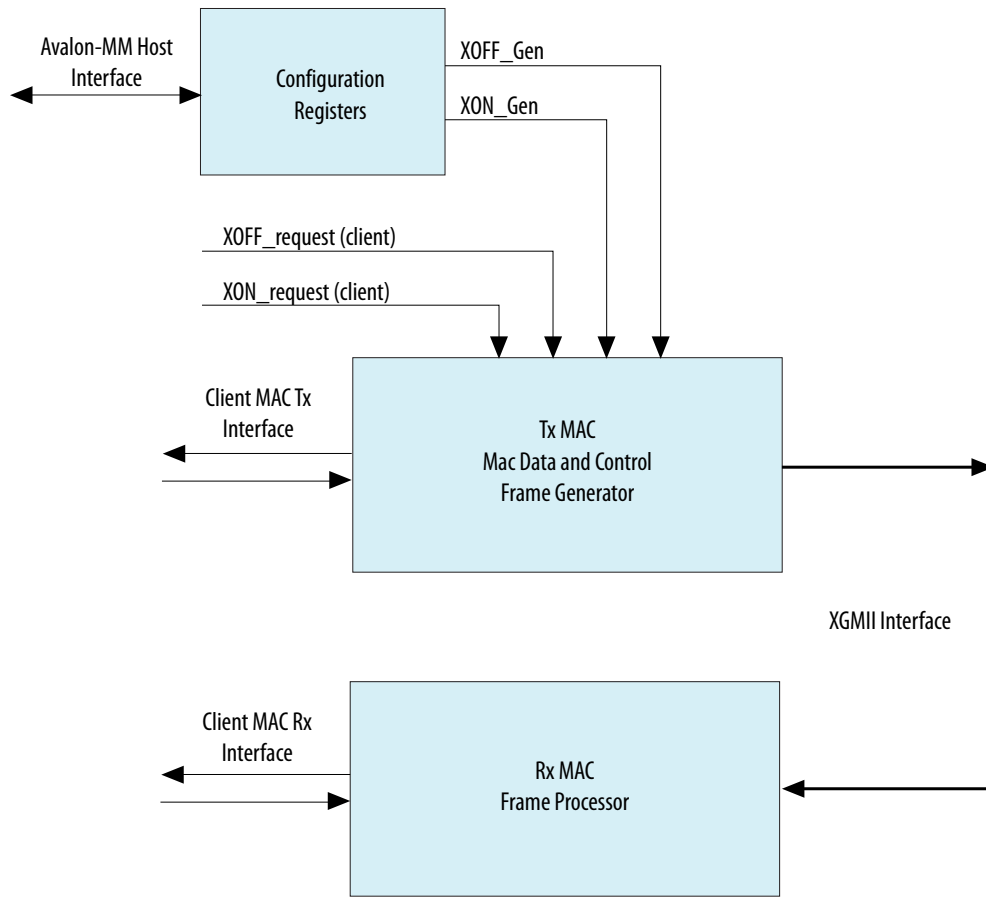 Avalon-MM Host
Interface
Configuration
Registers
XOFF_Gen
XON_Gen
XOFF_request (client)
XON_request (client)
Client MAC Tx
Interface
Tx MAC
Mac Data and Control
Frame Generator
XGMII Interface
Client MAC Rx
Interface
Rx MAC
Frame Processor